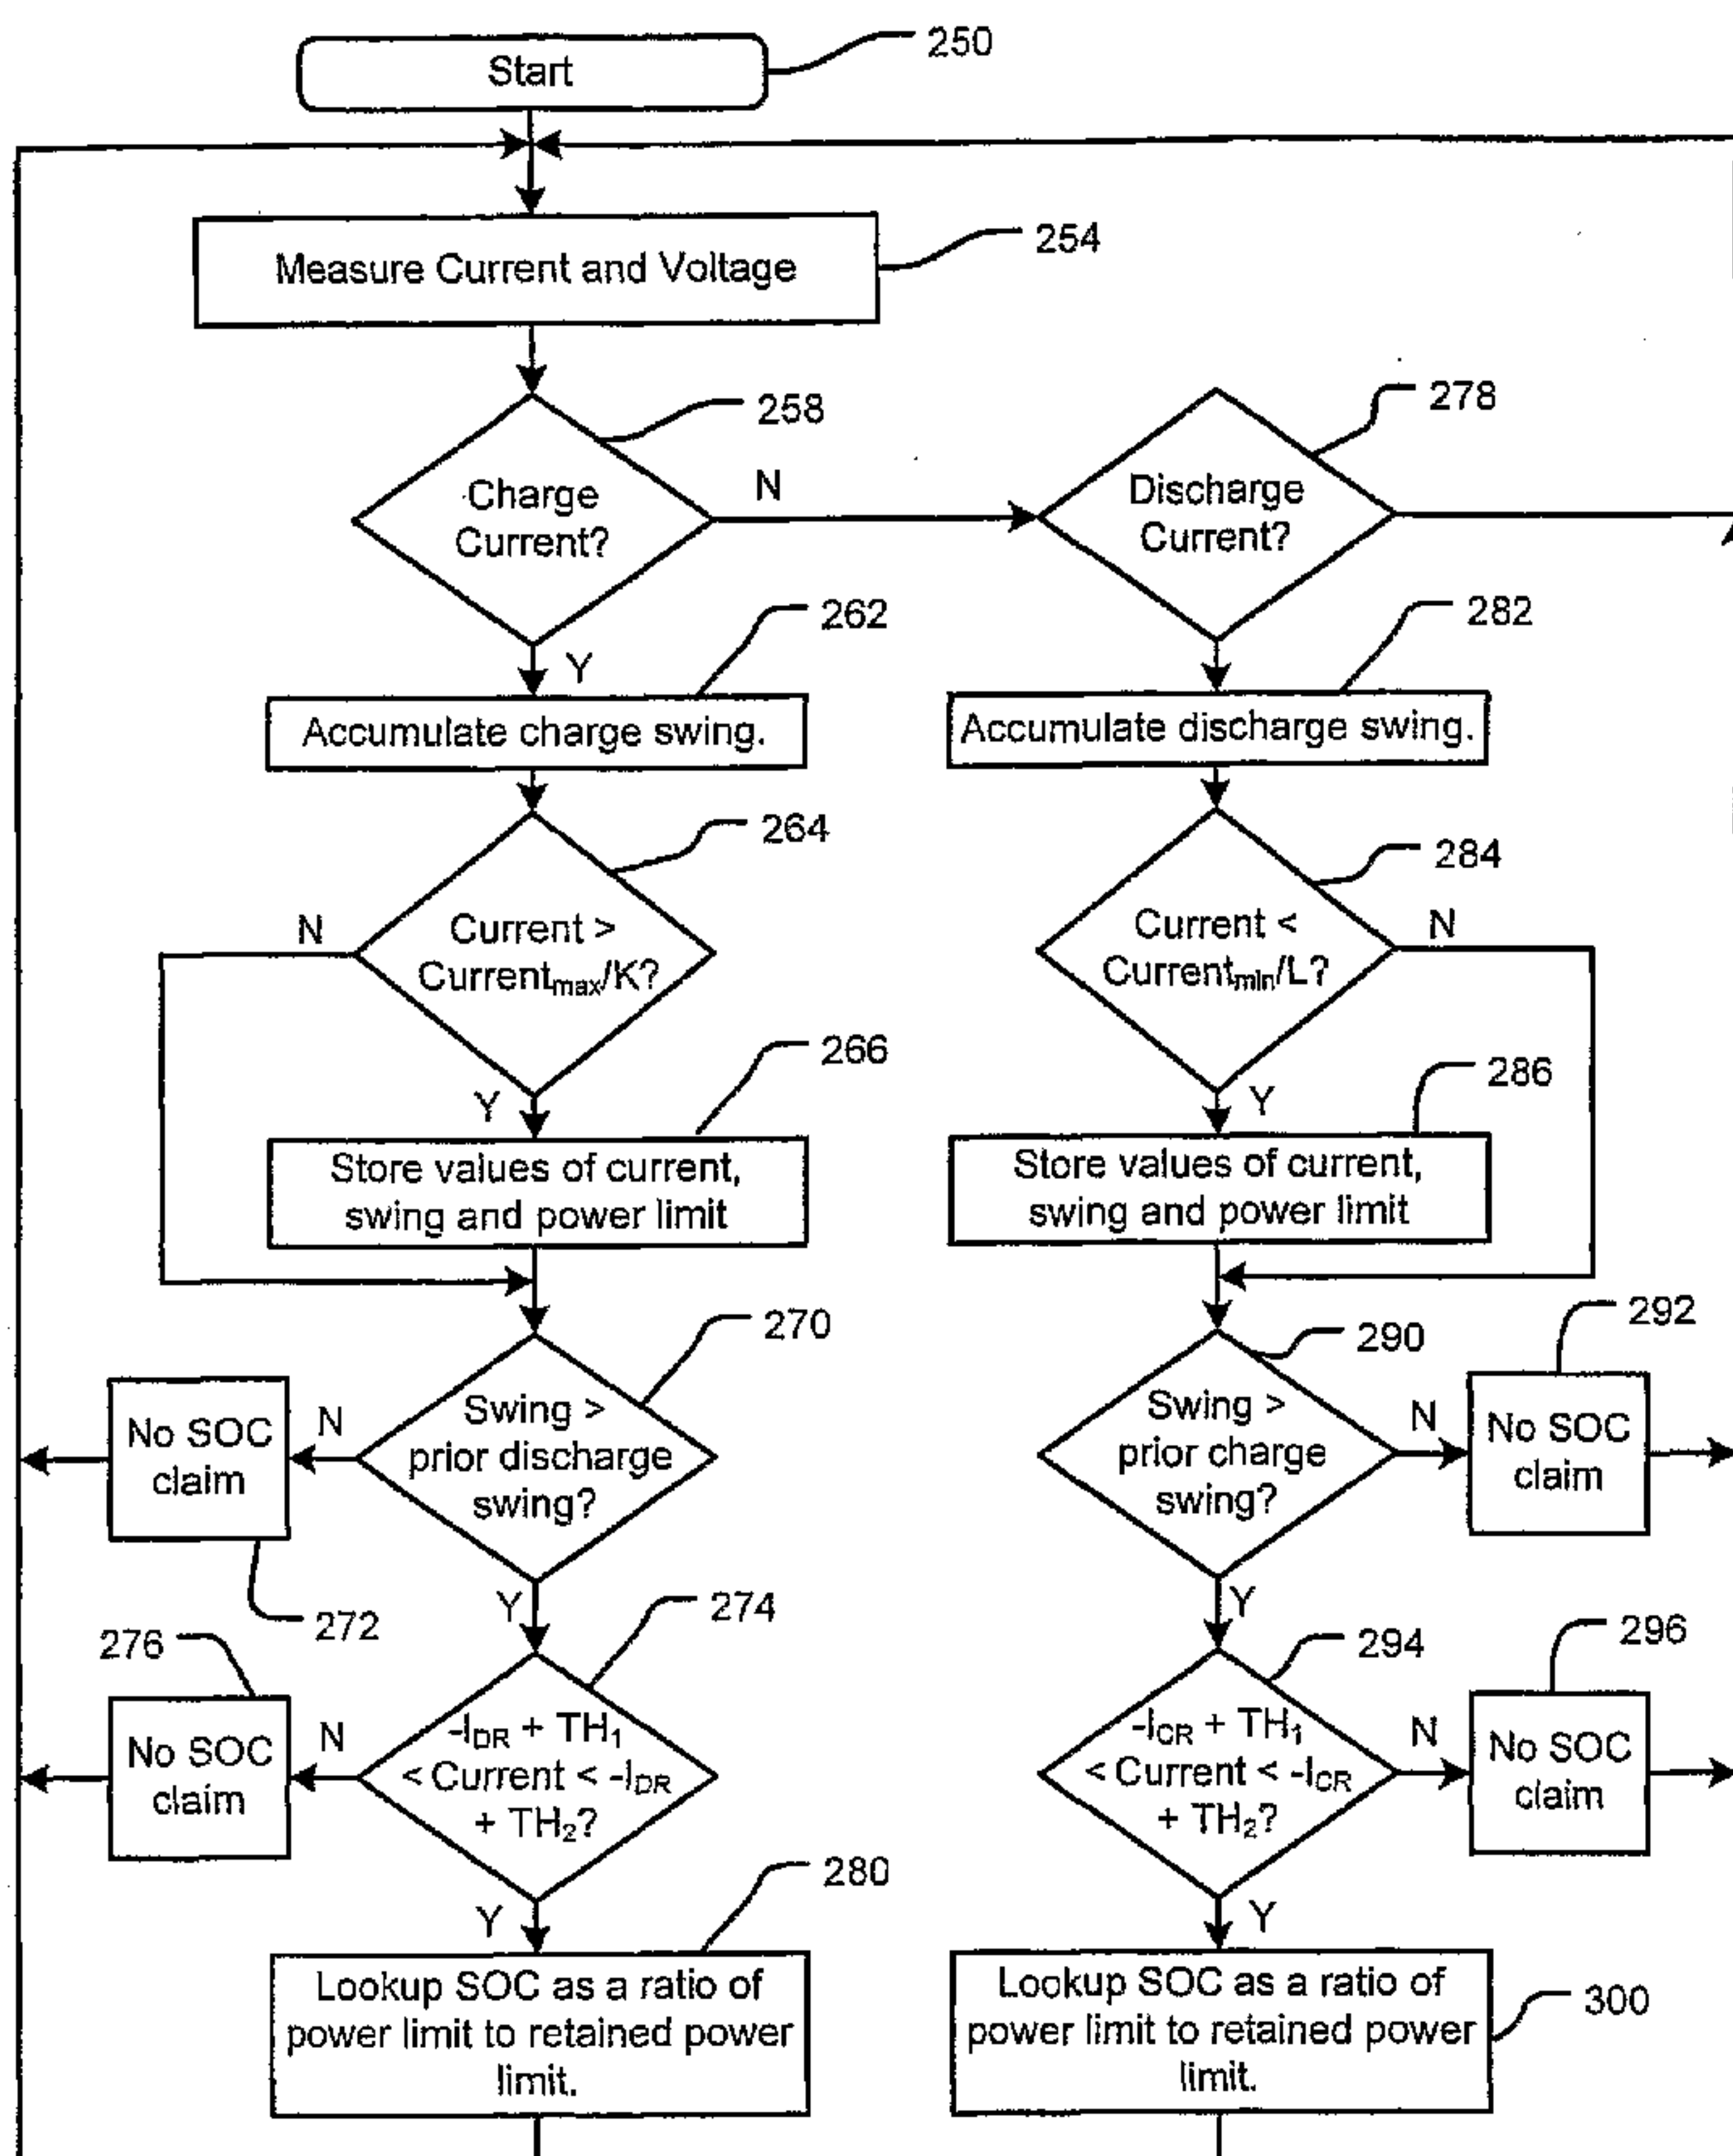 Start
250
Measure Current and Voltage
254
258
Charge
Current?
N
278
Discharge
Current?
Y
262
Accumulate charge swing.
282
Accumulate discharge swing.
264
Current >
Currentmax/K?
N
Y
284
Current <
Currentmin/L?
N
Y
266
Store values of current,
swing and power limit
286
Store values of current,
swing and power limit
270
Swing >
prior discharge
swing?
N
No SOC
claim
272
Y
290
Swing >
prior charge
swing?
N
292
No SOC
claim
Y
274
-IDR + TH1
< Current < -IDR
+ TH2?
N
276
No SOC
claim
Y
294
-ICR + TH1
< Current < -ICR
+ TH2?
N
296
No SOC
claim
Y
280
Lookup SOC as a ratio of
power limit to retained power
limit.
Lookup SOC as a ratio of
power limit to retained power
limit.
300